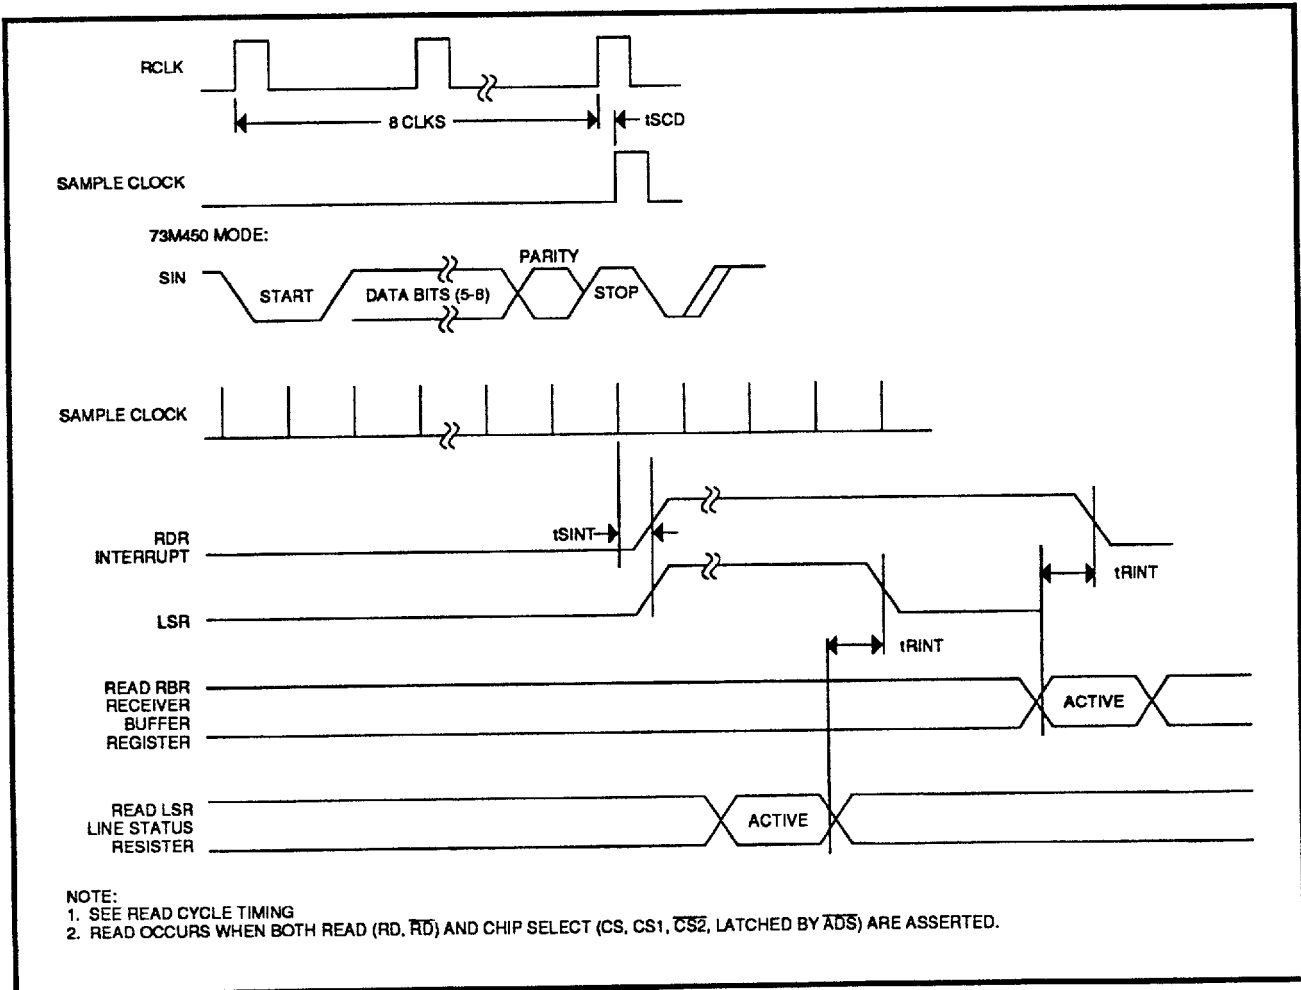 RCLK
8 CLKS
tSCD
SAMPLE CLOCK
73M450 MODE:
SIN
START
DATA BITS (5-8)
PARITY
STOP
SAMPLE CLOCK
RDR
INTERRUPT
tSINT
tRINT
LSR
tRINT
READ RBR
RECEIVER
BUFFER
REGISTER
ACTIVE
READ LSR
LINE STATUS
RESISTER
ACTIVE
NOTE:
1. SEE READ CYCLE TIMING
2. READ OCCURS WHEN BOTH READ (RD, R̅D̅) AND CHIP SELECT (CS, CS1, C̅S̅2̅, LATCHED BY A̅D̅S̅) ARE ASSERTED.